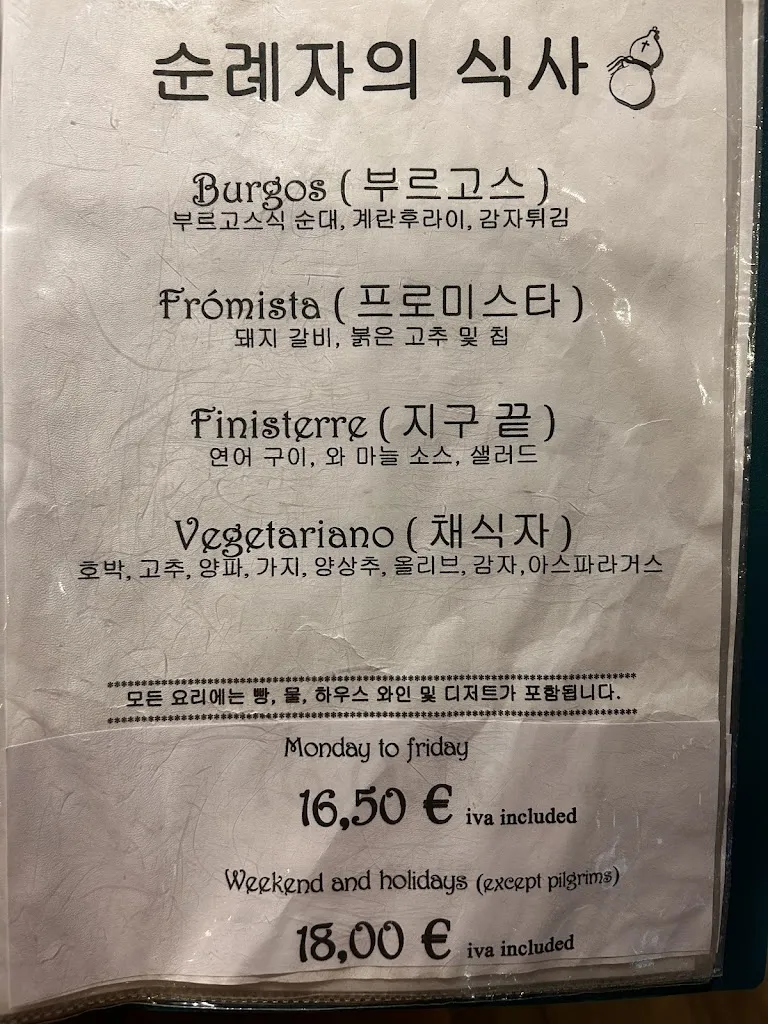 순례자의 식사
Burgos ( 부르고스 )
부르고스식 순대, 계란후라이, 감자튀김
Frómista ( 프로미스타 )
돼지 갈비, 붉은 고추 및 칩
Finisterre ( 지구 끝 )
연어 구이, 와 마늘 소스, 샐러드
Vegetariano ( 채식자 )
호박, 고추, 양파, 가지, 양상추, 올리브, 감자,아스파라거스
모든 요리에는 빵, 물, 하우스 와인 및 디저트가 포함됩니다.
Monday to friday
16,50 € iva included
Weekend and holidays (except pilgrims)
18,00 € iva included